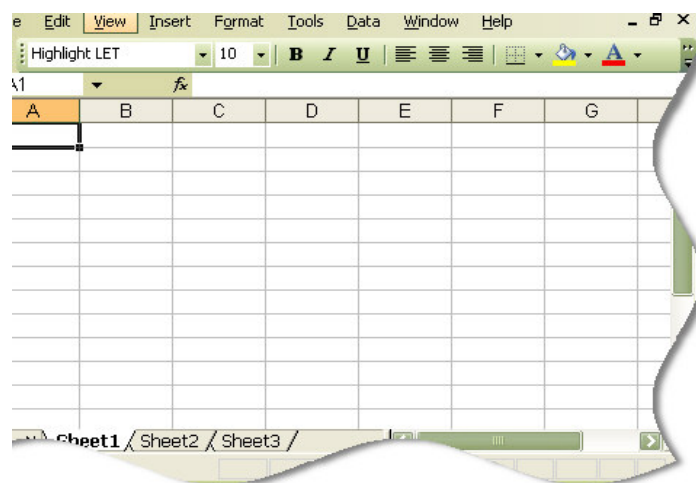 e Edit View Insert Format Tools Data Window Help
Highlight LET 10 B I U A
A1 fx
A B C D E F G
Sheet1 Sheet2 Sheet3